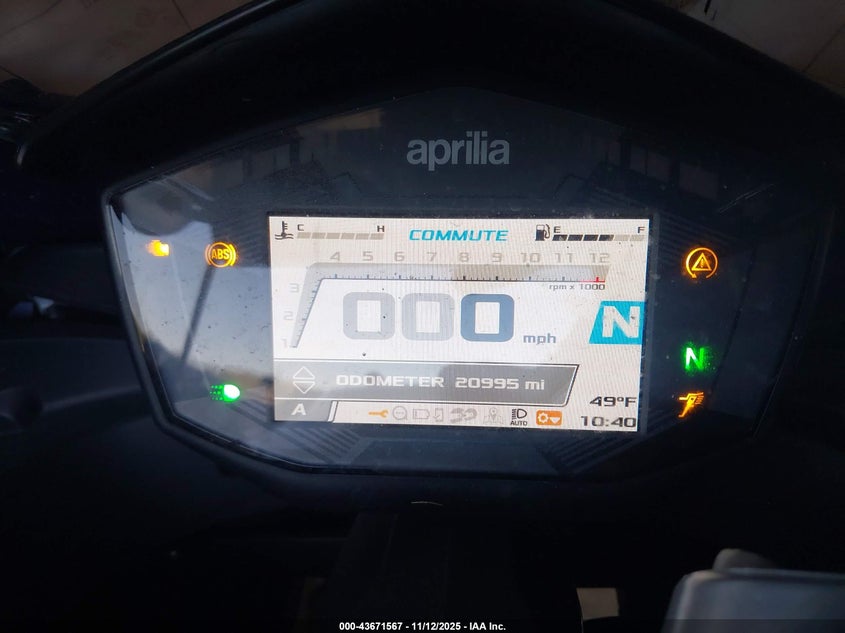 aprilia
C H COMMUTE E F
ABS
4 5 6 7 8 9 10 11 12
rpm x 1000
3
2
1
000 mph N
N
ODOMETER 20995 mi
A
AUTO
49°F
10:40
000-43671567 - 11/12/2025 - IAA Inc.